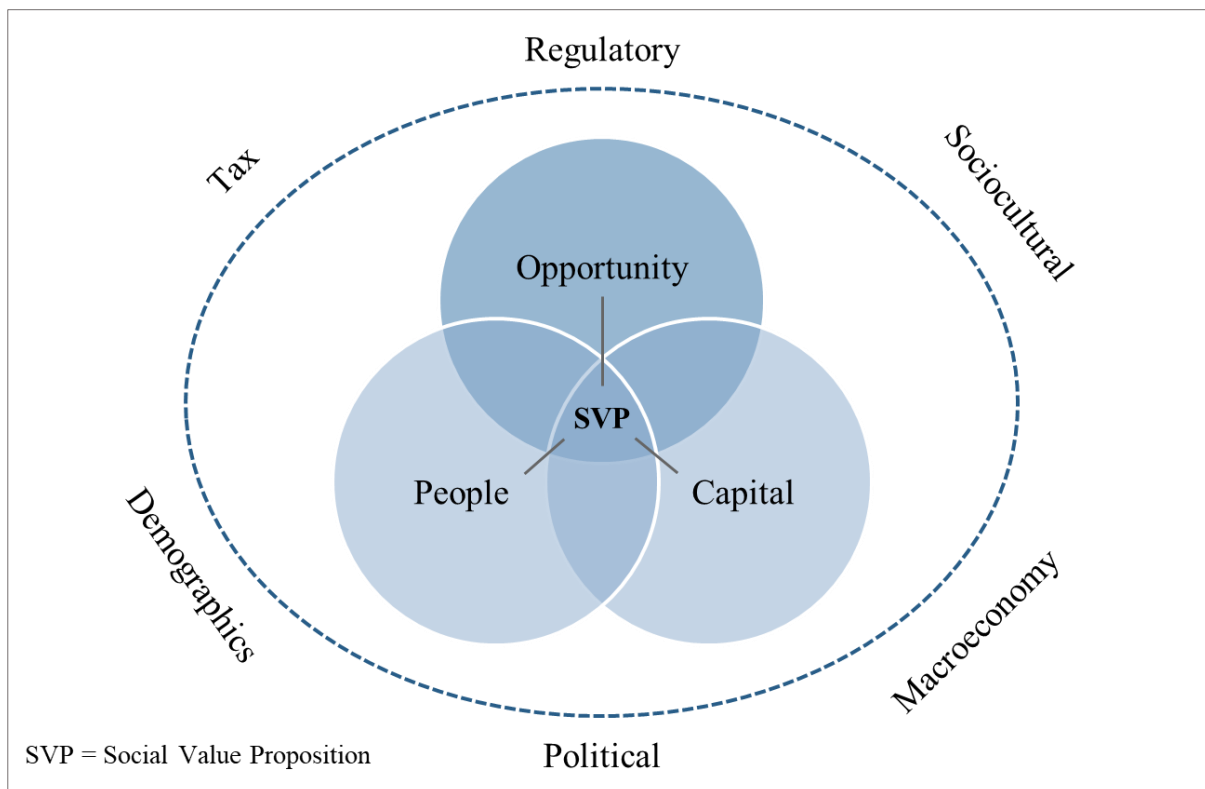 Regulatory
Tax
Sociocultural
Opportunity
SVP
People
Capital
Demographics
Macroeconomy
Political
SVP = Social Value Proposition